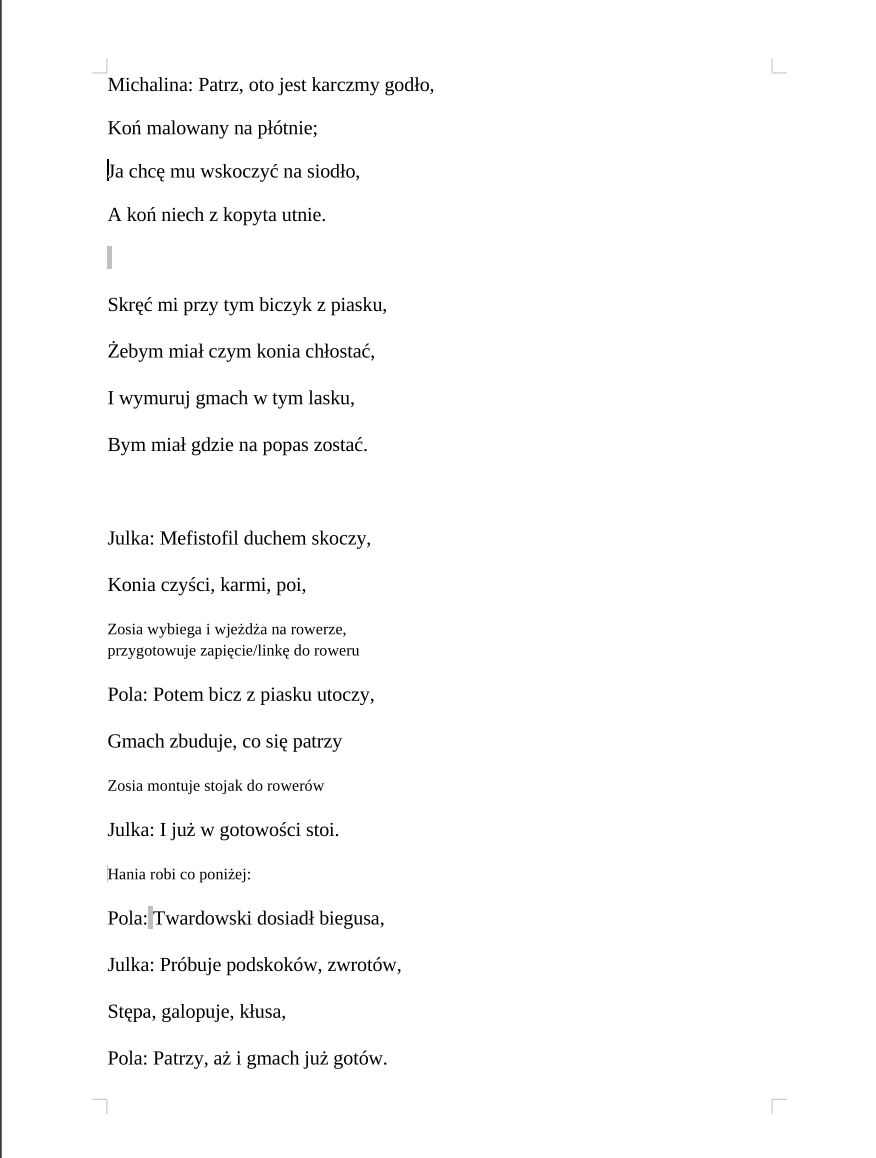 Michalina: Patrz, oto jest karczmy godło,
Koń malowany na płótnie;
Ja chcę mu wskoczyć na siodło,
A koń niech z kopyta utnie.
Skręć mi przy tym biczyk z piasku,
Żebym miał czym konia chłostać,
I wymuruj gmach w tym lasku,
Bym miał gdzie na popas zostać.
Julka: Mefistofil duchem skoczy,
Konia czyści, karmi, poi,
Zosia wybiega i wjeżdża na rowerze,
przygotowuje zapięcie/linkę do roweru
Pola: Potem bicz z piasku utoczy,
Gmach zbuduje, co się patrzy
Zosia montuje stojak do rowerów
Julka: I już w gotowości stoi.
Hania robi co poniżej:
Pola: Twardowski dosiadł biegusa,
Julka: Próbuje podskoków, zwrotów,
Stępa, galopuje, kłusa,
Pola: Patrzy, aż i gmach już gotów.